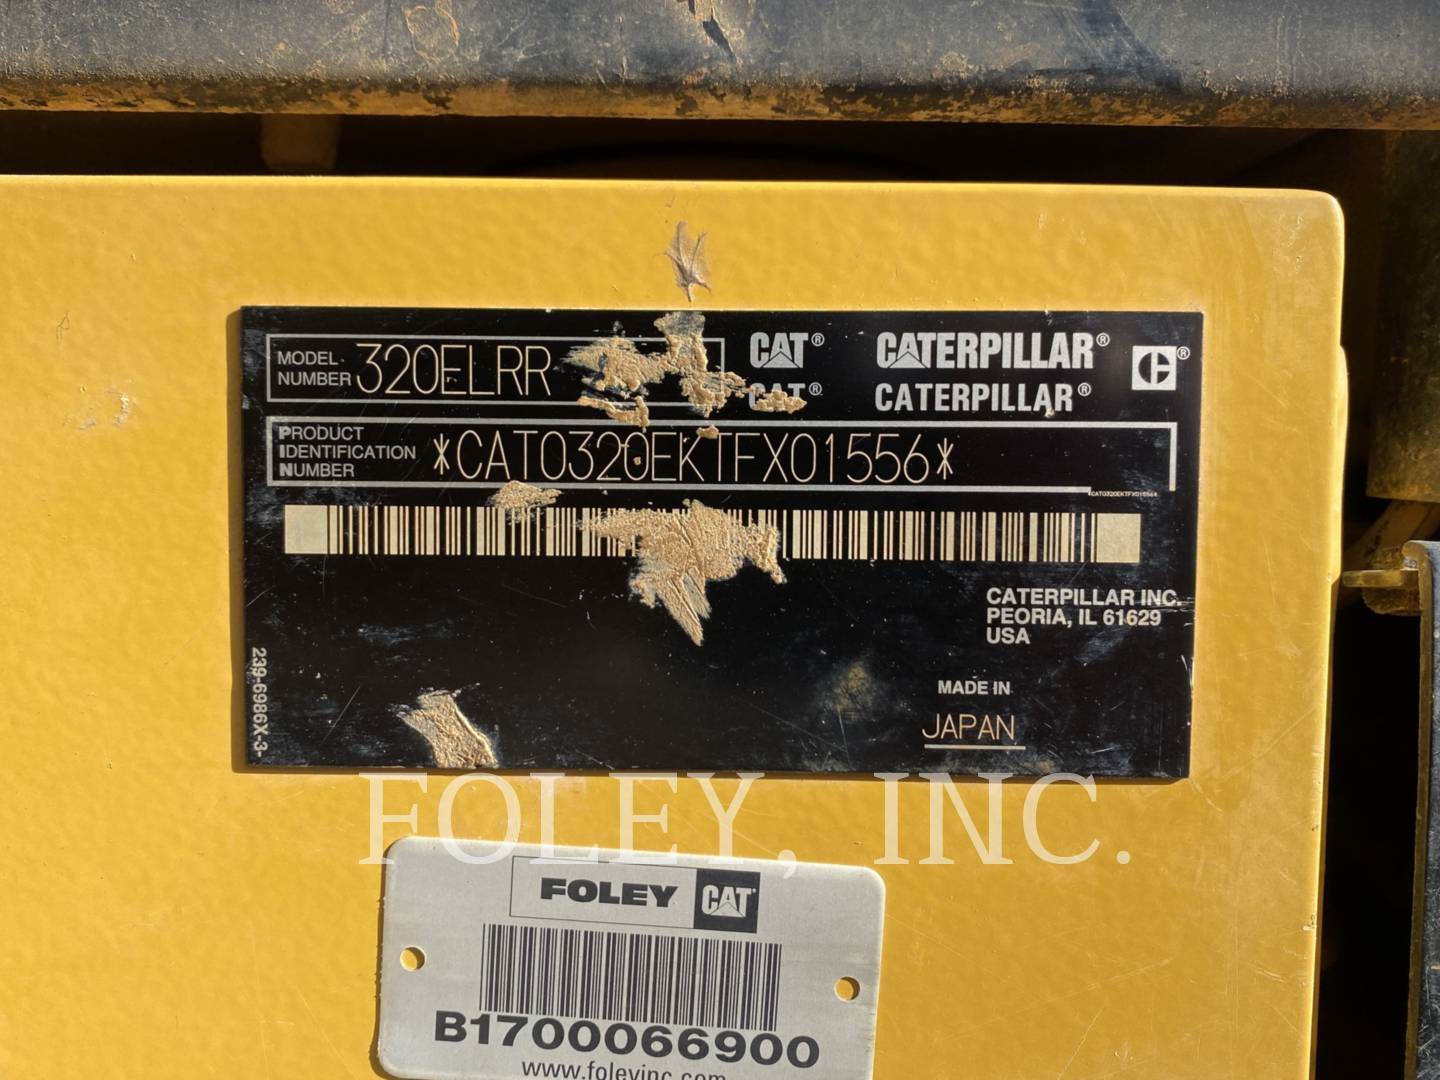 MODEL NUMBER 320ELRR
CAT® CATERPILLAR®
CAT® CATERPILLAR®
PRODUCT IDENTIFICATION NUMBER *CAT0320EKTFX01556*
*CAT0320EKTFX01556*
CATERPILLAR INC.
PEORIA, IL 61629
USA
MADE IN
JAPAN
239-6986X-3-
FOLEY, INC.
FOLEY CAT
B1700066900
www.foleyinc.com